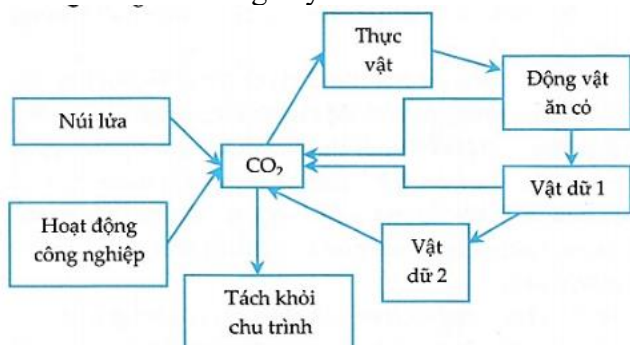 Thực
vật
Động vật
ăn cỏ
Núi lửa
CO₂
Vật dữ 1
Hoạt động
công nghiệp
Vật
dữ 2
Tách khỏi
chu trình